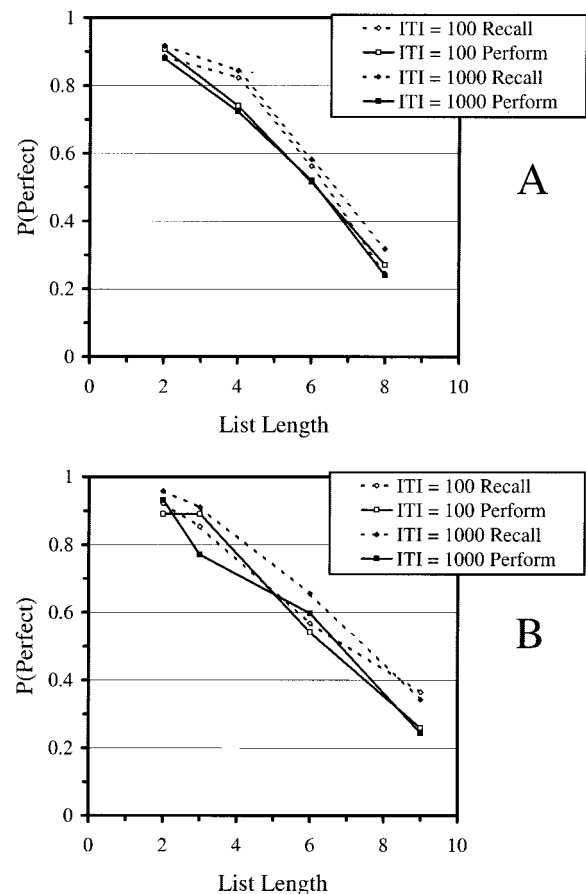 ITI = 100 Recall
ITI = 100 Perform
ITI = 1000 Recall
ITI = 1000 Perform
1
0.8
0.6
0.4
0.2
0
P(Perfect)
A
0 2 4 6 8 10
List Length
ITI = 100 Recall
ITI = 100 Perform
ITI = 1000 Recall
ITI = 1000 Perform
1
0.8
0.6
0.4
0.2
0
P(Perfect)
B
0 2 4 6 8 10
List Length